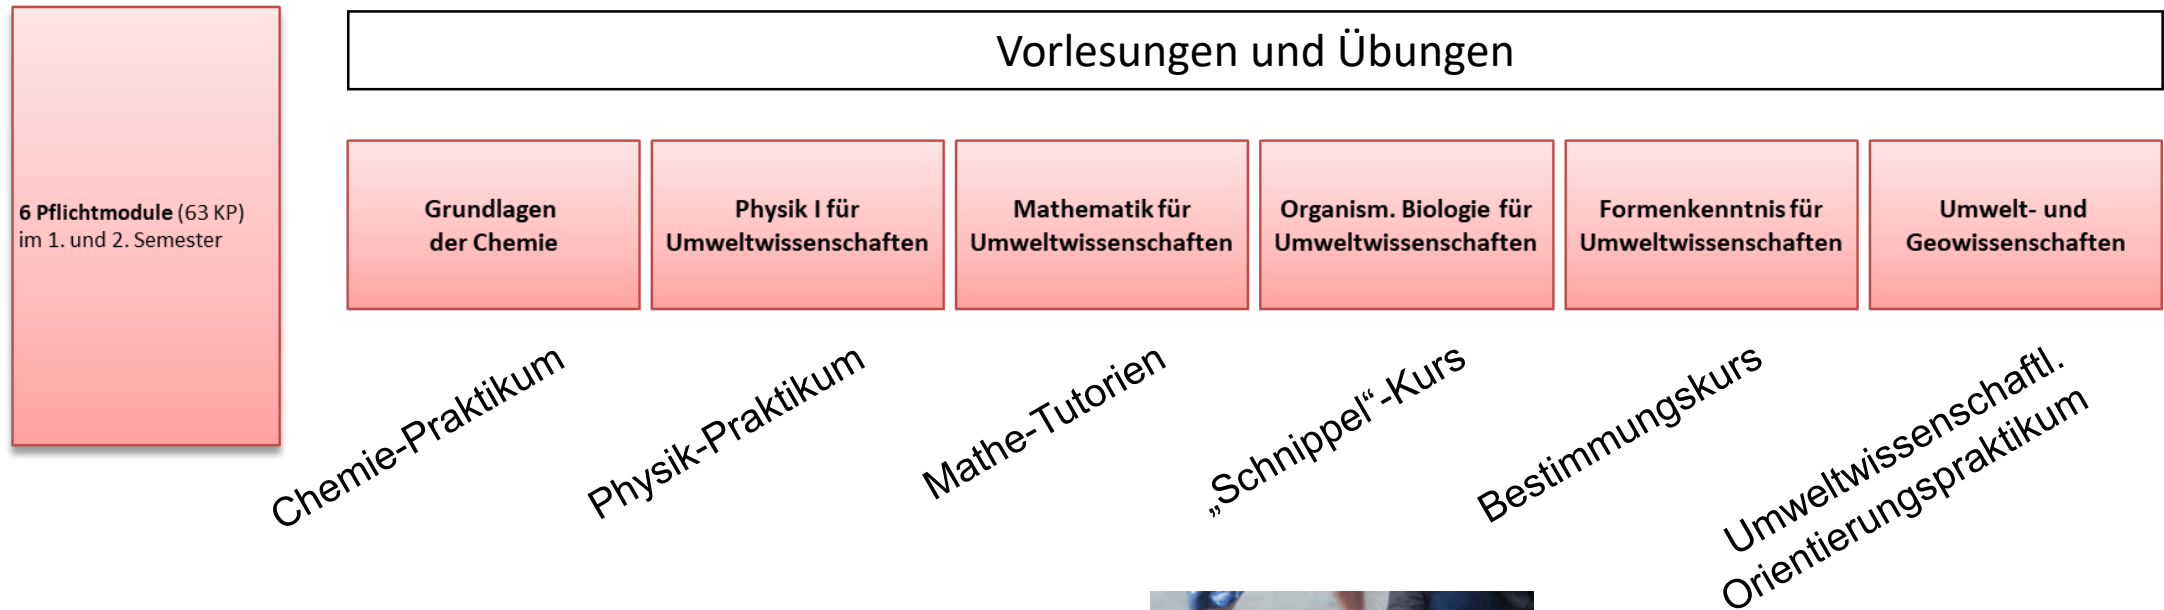 6 Pflichtmodule (63 KP)
im 1. und 2. Semester
Vorlesungen und Übungen
Grundlagen
der Chemie
Physik I für
Umweltwissenschaften
Mathematik für
Umweltwissenschaften
Organism. Biologie für
Umweltwissenschaften
Formenkenntnis für
Umweltwissenschaften
Umwelt- und
Geowissenschaften
Chemie-Praktikum
Physik-Praktikum
Mathe-Tutorien
„Schnippel“-Kurs
Bestimmungskurs
Umweltwissenschaftl.
Orientierungspraktikum